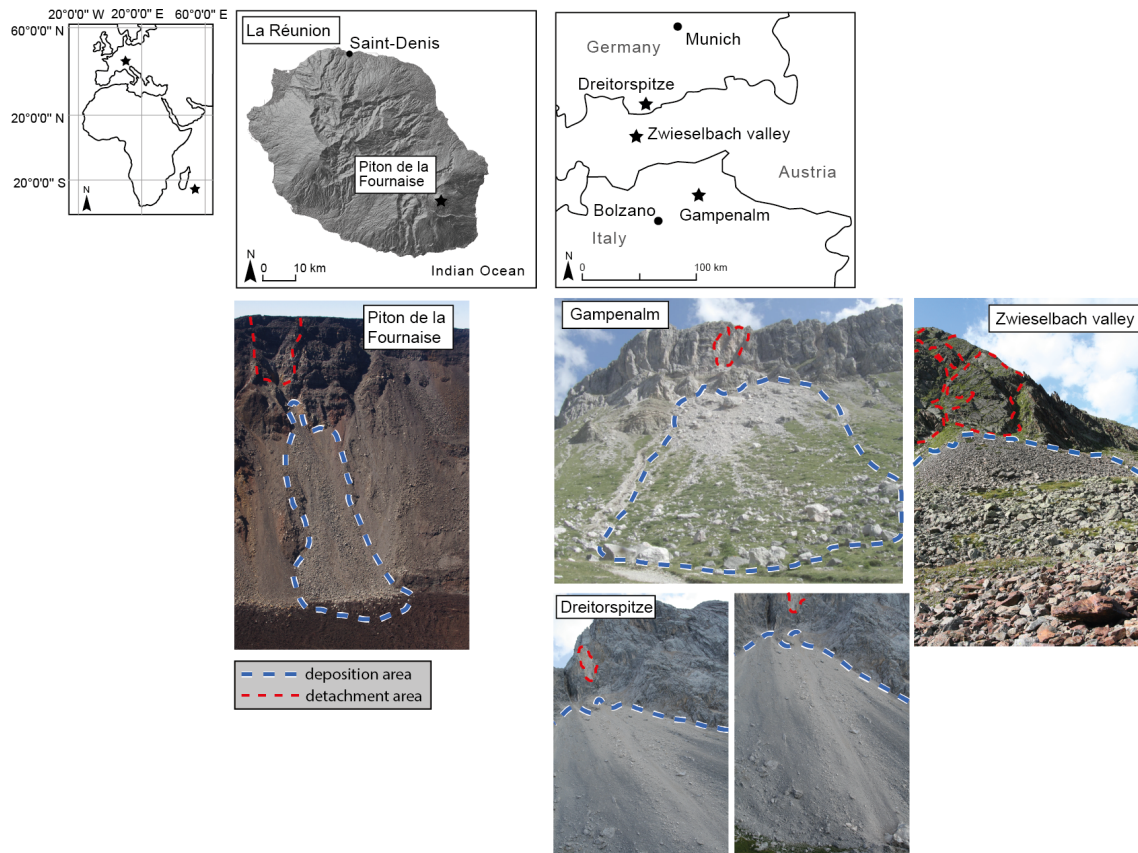 20°0'0" W 0°0'0" 60°0'0" E
60°0'0" N
20°0'0" N
20°0'0" S
N
La Réunion
Saint-Denis
Piton de la
Fournaise
N
0 10 km
Indian Ocean
Germany
Munich
Dreitorspitze
Zwieselbach valley
Austria
Bolzano
Gampenalm
Italy
N
0 100 km
Piton de la
Fournaise
Gampenalm
Zwieselbach valley
Dreitorspitze
deposition area
detachment area